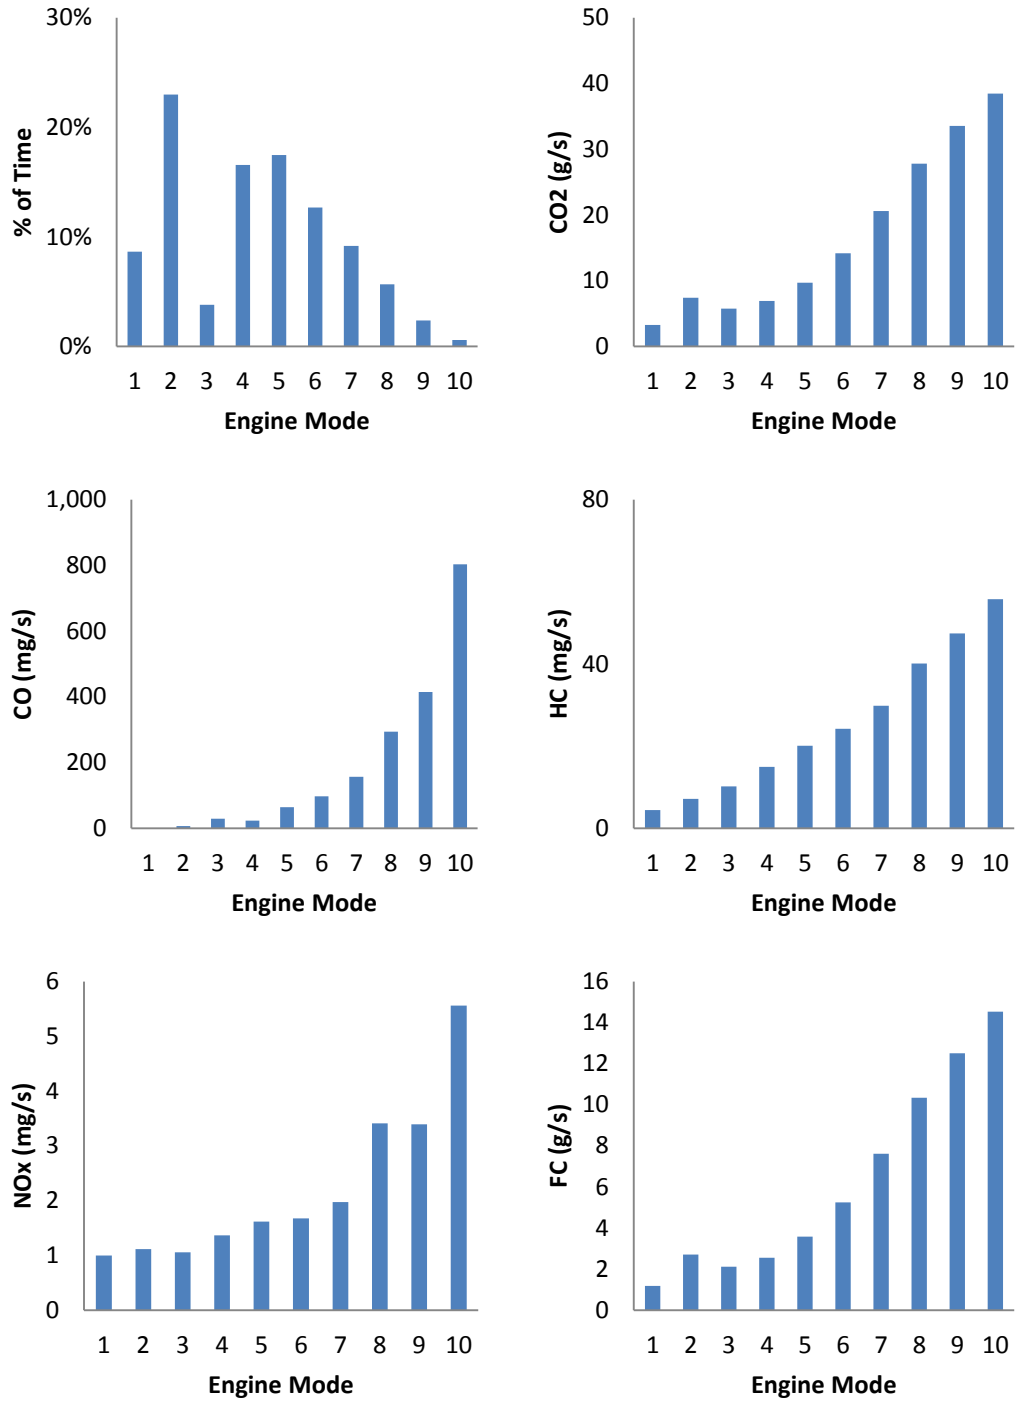 30%
20%
10%
0%
% of Time
1 2 3 4 5 6 7 8 9 10
Engine Mode
50
40
30
20
10
0
CO2 (g/s)
1 2 3 4 5 6 7 8 9 10
Engine Mode
1,000
800
600
400
200
0
CO (mg/s)
1 2 3 4 5 6 7 8 9 10
Engine Mode
80
40
0
HC (mg/s)
1 2 3 4 5 6 7 8 9 10
Engine Mode
6
5
4
3
2
1
0
NOx (mg/s)
1 2 3 4 5 6 7 8 9 10
Engine Mode
16
14
12
10
8
6
4
2
0
FC (g/s)
1 2 3 4 5 6 7 8 9 10
Engine Mode